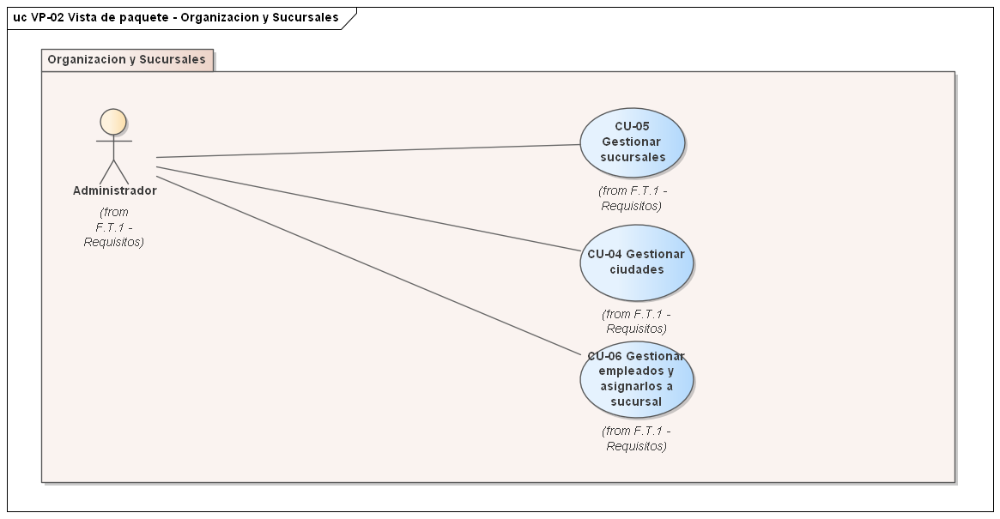 uc VP-02 Vista de paquete - Organizacion y Sucursales
Organizacion y Sucursales
Administrador
(from
F.T.1 -
Requisitos)
CU-05
Gestionar
sucursales
(from F.T.1 -
Requisitos)
CU-04 Gestionar
ciudades
(from F.T.1 -
Requisitos)
CU-06 Gestionar
empleados y
asignarlos a
sucursal
(from F.T.1 -
Requisitos)